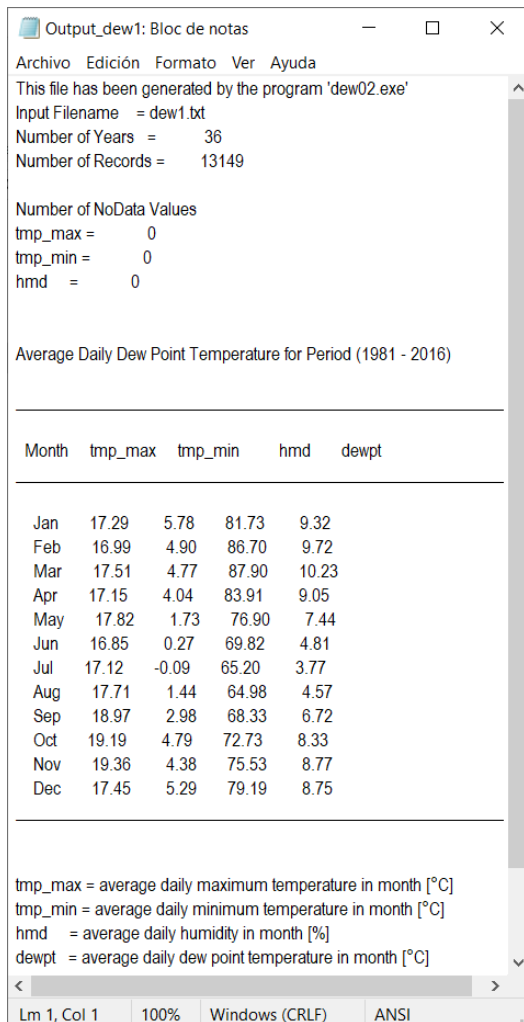 Output_dew1: Bloc de notas
Archivo Edición Formato Ver Ayuda
This file has been generated by the program 'dew02.exe'
Input Filename = dew1.txt
Number of Years = 36
Number of Records = 13149
Number of NoData Values
tmp_max = 0
tmp_min = 0
hmd = 0
Average Daily Dew Point Temperature for Period (1981 - 2016)
Month tmp_max tmp_min hmd dewpt
Jan 17.29 5.78 81.73 9.32
Feb 16.99 4.90 86.70 9.72
Mar 17.51 4.77 87.90 10.23
Apr 17.15 4.04 83.91 9.05
May 17.82 1.73 76.90 7.44
Jun 16.85 0.27 69.82 4.81
Jul 17.12 -0.09 65.20 3.77
Aug 17.71 1.44 64.98 4.57
Sep 18.97 2.98 68.33 6.72
Oct 19.19 4.79 72.73 8.33
Nov 19.36 4.38 75.53 8.77
Dec 17.45 5.29 79.19 8.75
tmp_max = average daily maximum temperature in month [°C]
tmp_min = average daily minimum temperature in month [°C]
hmd = average daily humidity in month [%]
dewpt = average daily dew point temperature in month [°C]
Lm 1, Col 1 100% Windows (CRLF) ANSI